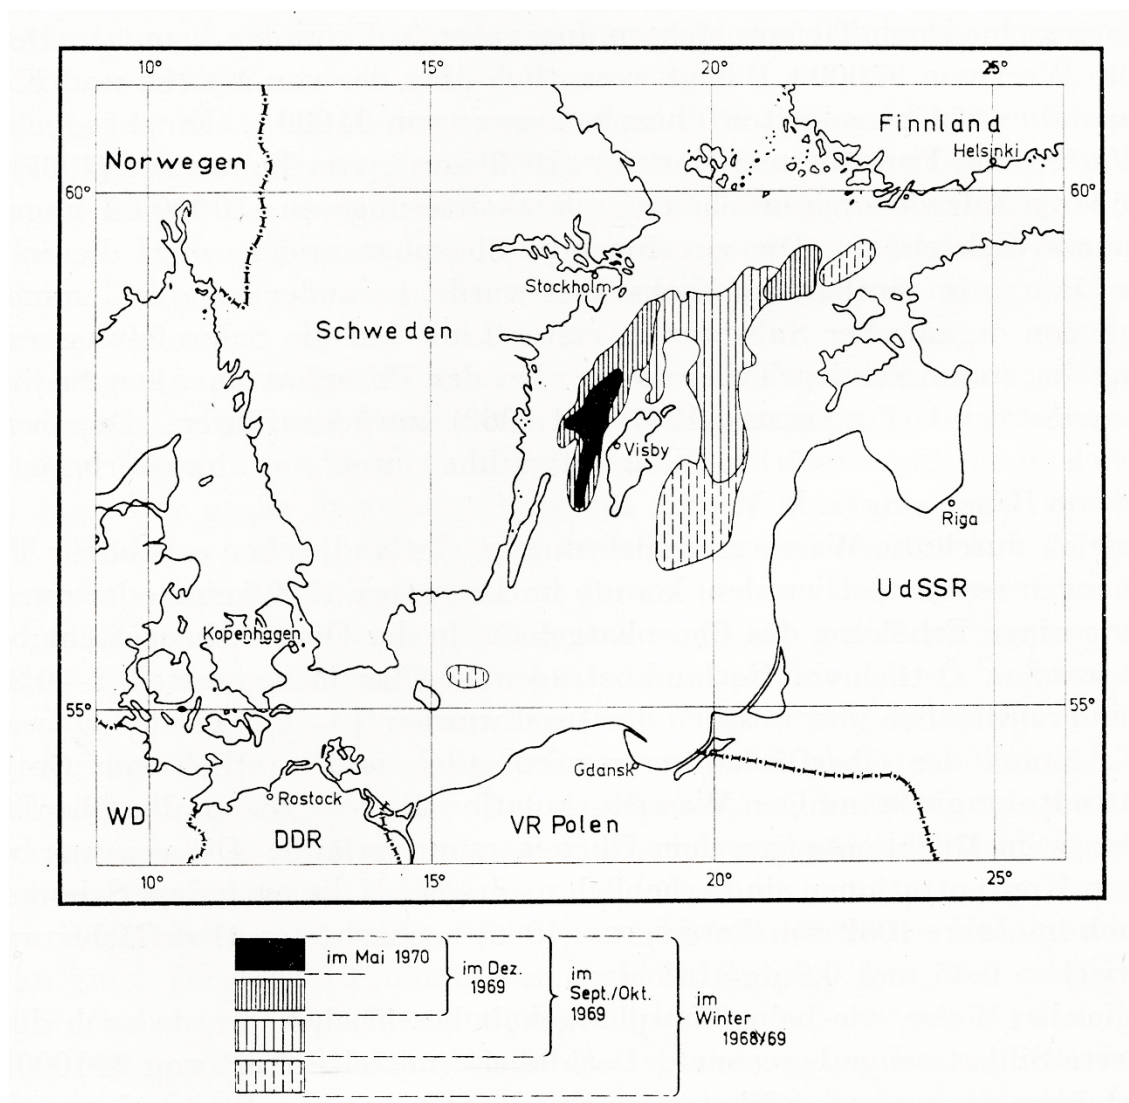 10° 15° 20° 25°
Norwegen
Finnland
Helsinki
60° 60°
Stockholm
Schweden
Visby
Riga
UdSSR
Kopenhagen
55° 55°
Gdansk
Rostock
WD
DDR
VR Polen
10° 15° 20° 25°
im Mai 1970
im Dez.
1969
im
Sept./Okt.
1969
im
Winter
1968/69